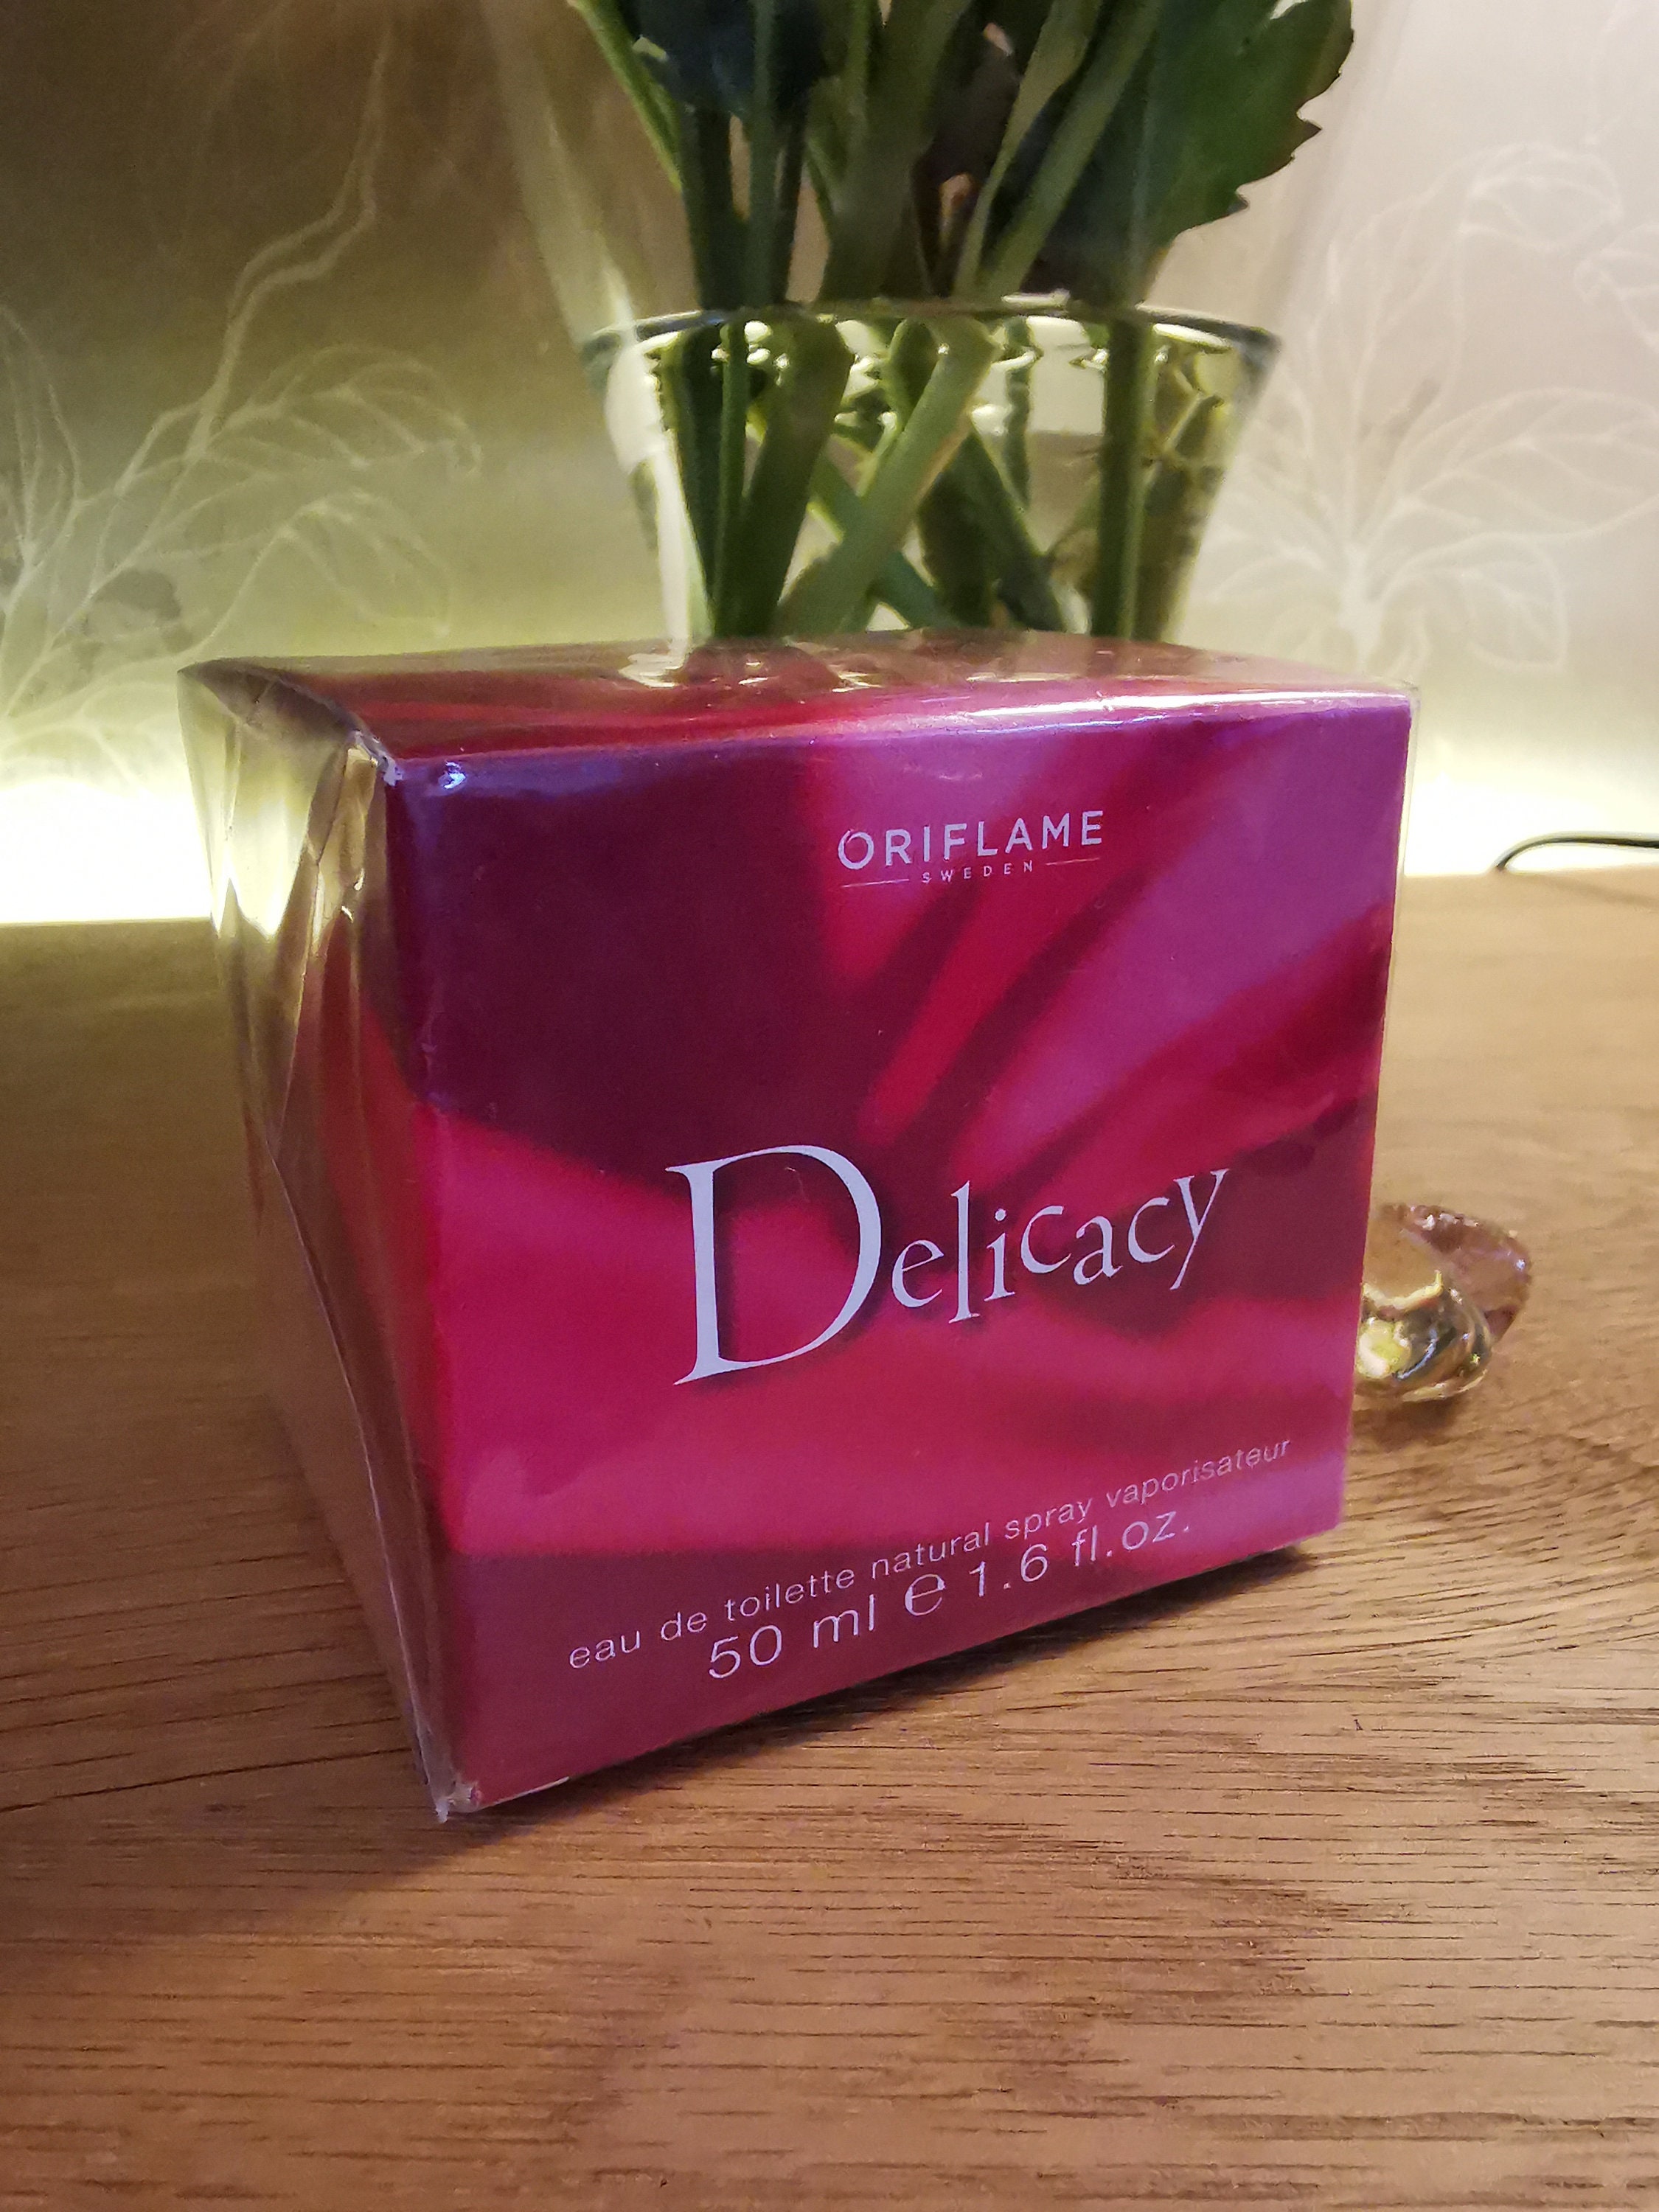 ORIFLAME
SWEDEN
Delicacy
eau de toilette natural spray vaporisateur
50 ml ℮ 1.6 fl.oz.